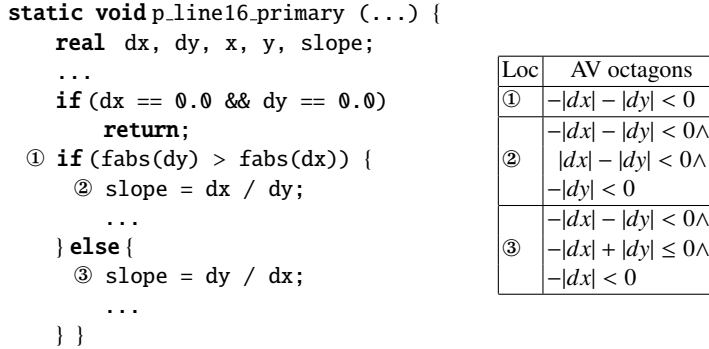 static void p_line16_primary (...) {
real dx, dy, x, y, slope;
...
if (dx == 0.0 && dy == 0.0)
return;
① if (fabs(dy) > fabs(dx)) {
② slope = dx / dy;
...
} else {
③ slope = dy / dx;
...
} }
Loc AV octagons
① −|dx| − |dy| < 0
−|dx| − |dy| < 0∧
② |dx| − |dy| < 0∧
−|dy| < 0
−|dx| − |dy| < 0∧
③ −|dx| + |dy| ≤ 0∧
−|dx| < 0